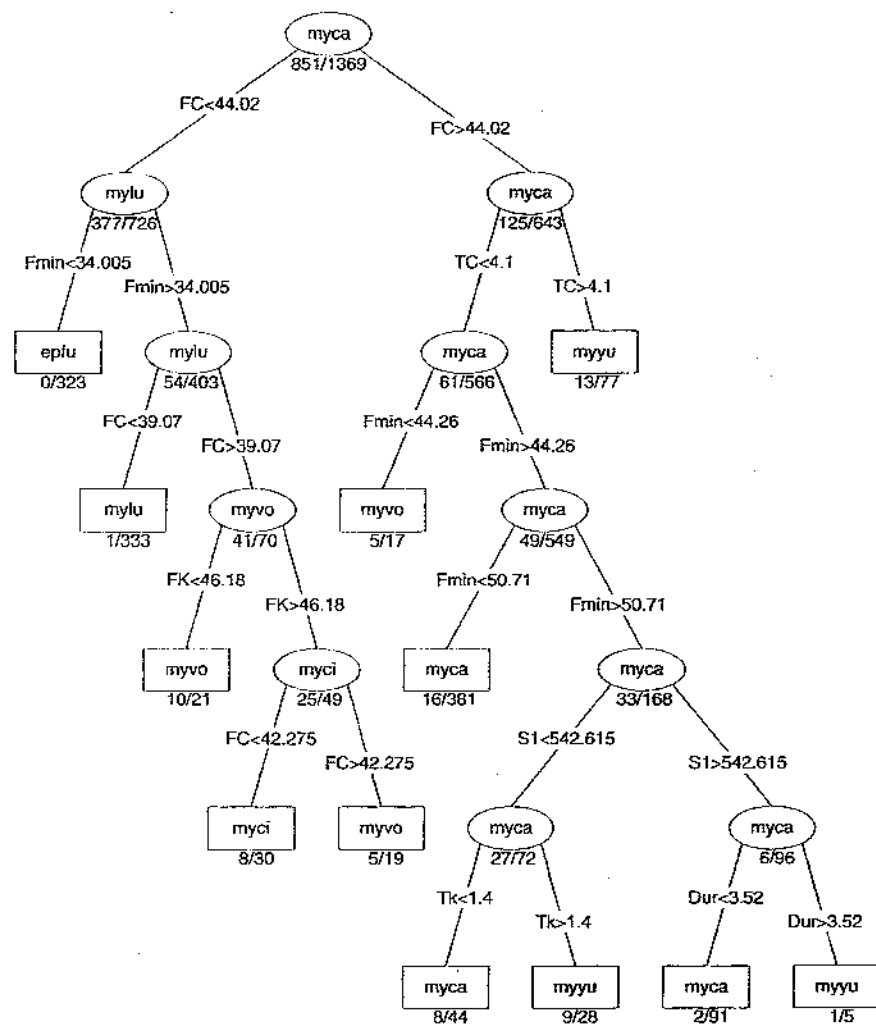 myca
851/1369
FC<44.02
FC>44.02
mylu
377/726
myca
125/643
Fmin<34.005
Fmin>34.005
TC<4.1
TC>4.1
epfu
0/323
mylu
54/403
myca
61/566
myyu
13/77
FC<39.07
FC>39.07
Fmin<44.26
Fmin>44.26
mylu
1/333
myvo
41/70
myvo
5/17
myca
49/549
FK<46.18
FK>46.18
Fmin<50.71
Fmin>50.71
myvo
10/21
myci
25/49
myca
16/381
myca
33/168
FC<42.275
FC>42.275
S1<542.615
S1>542.615
myci
8/30
myvo
5/19
myca
27/72
myca
6/96
Tk<1.4
Tk>1.4
Dur<3.52
Dur>3.52
myca
8/44
myyu
9/28
myca
2/91
myyu
1/5